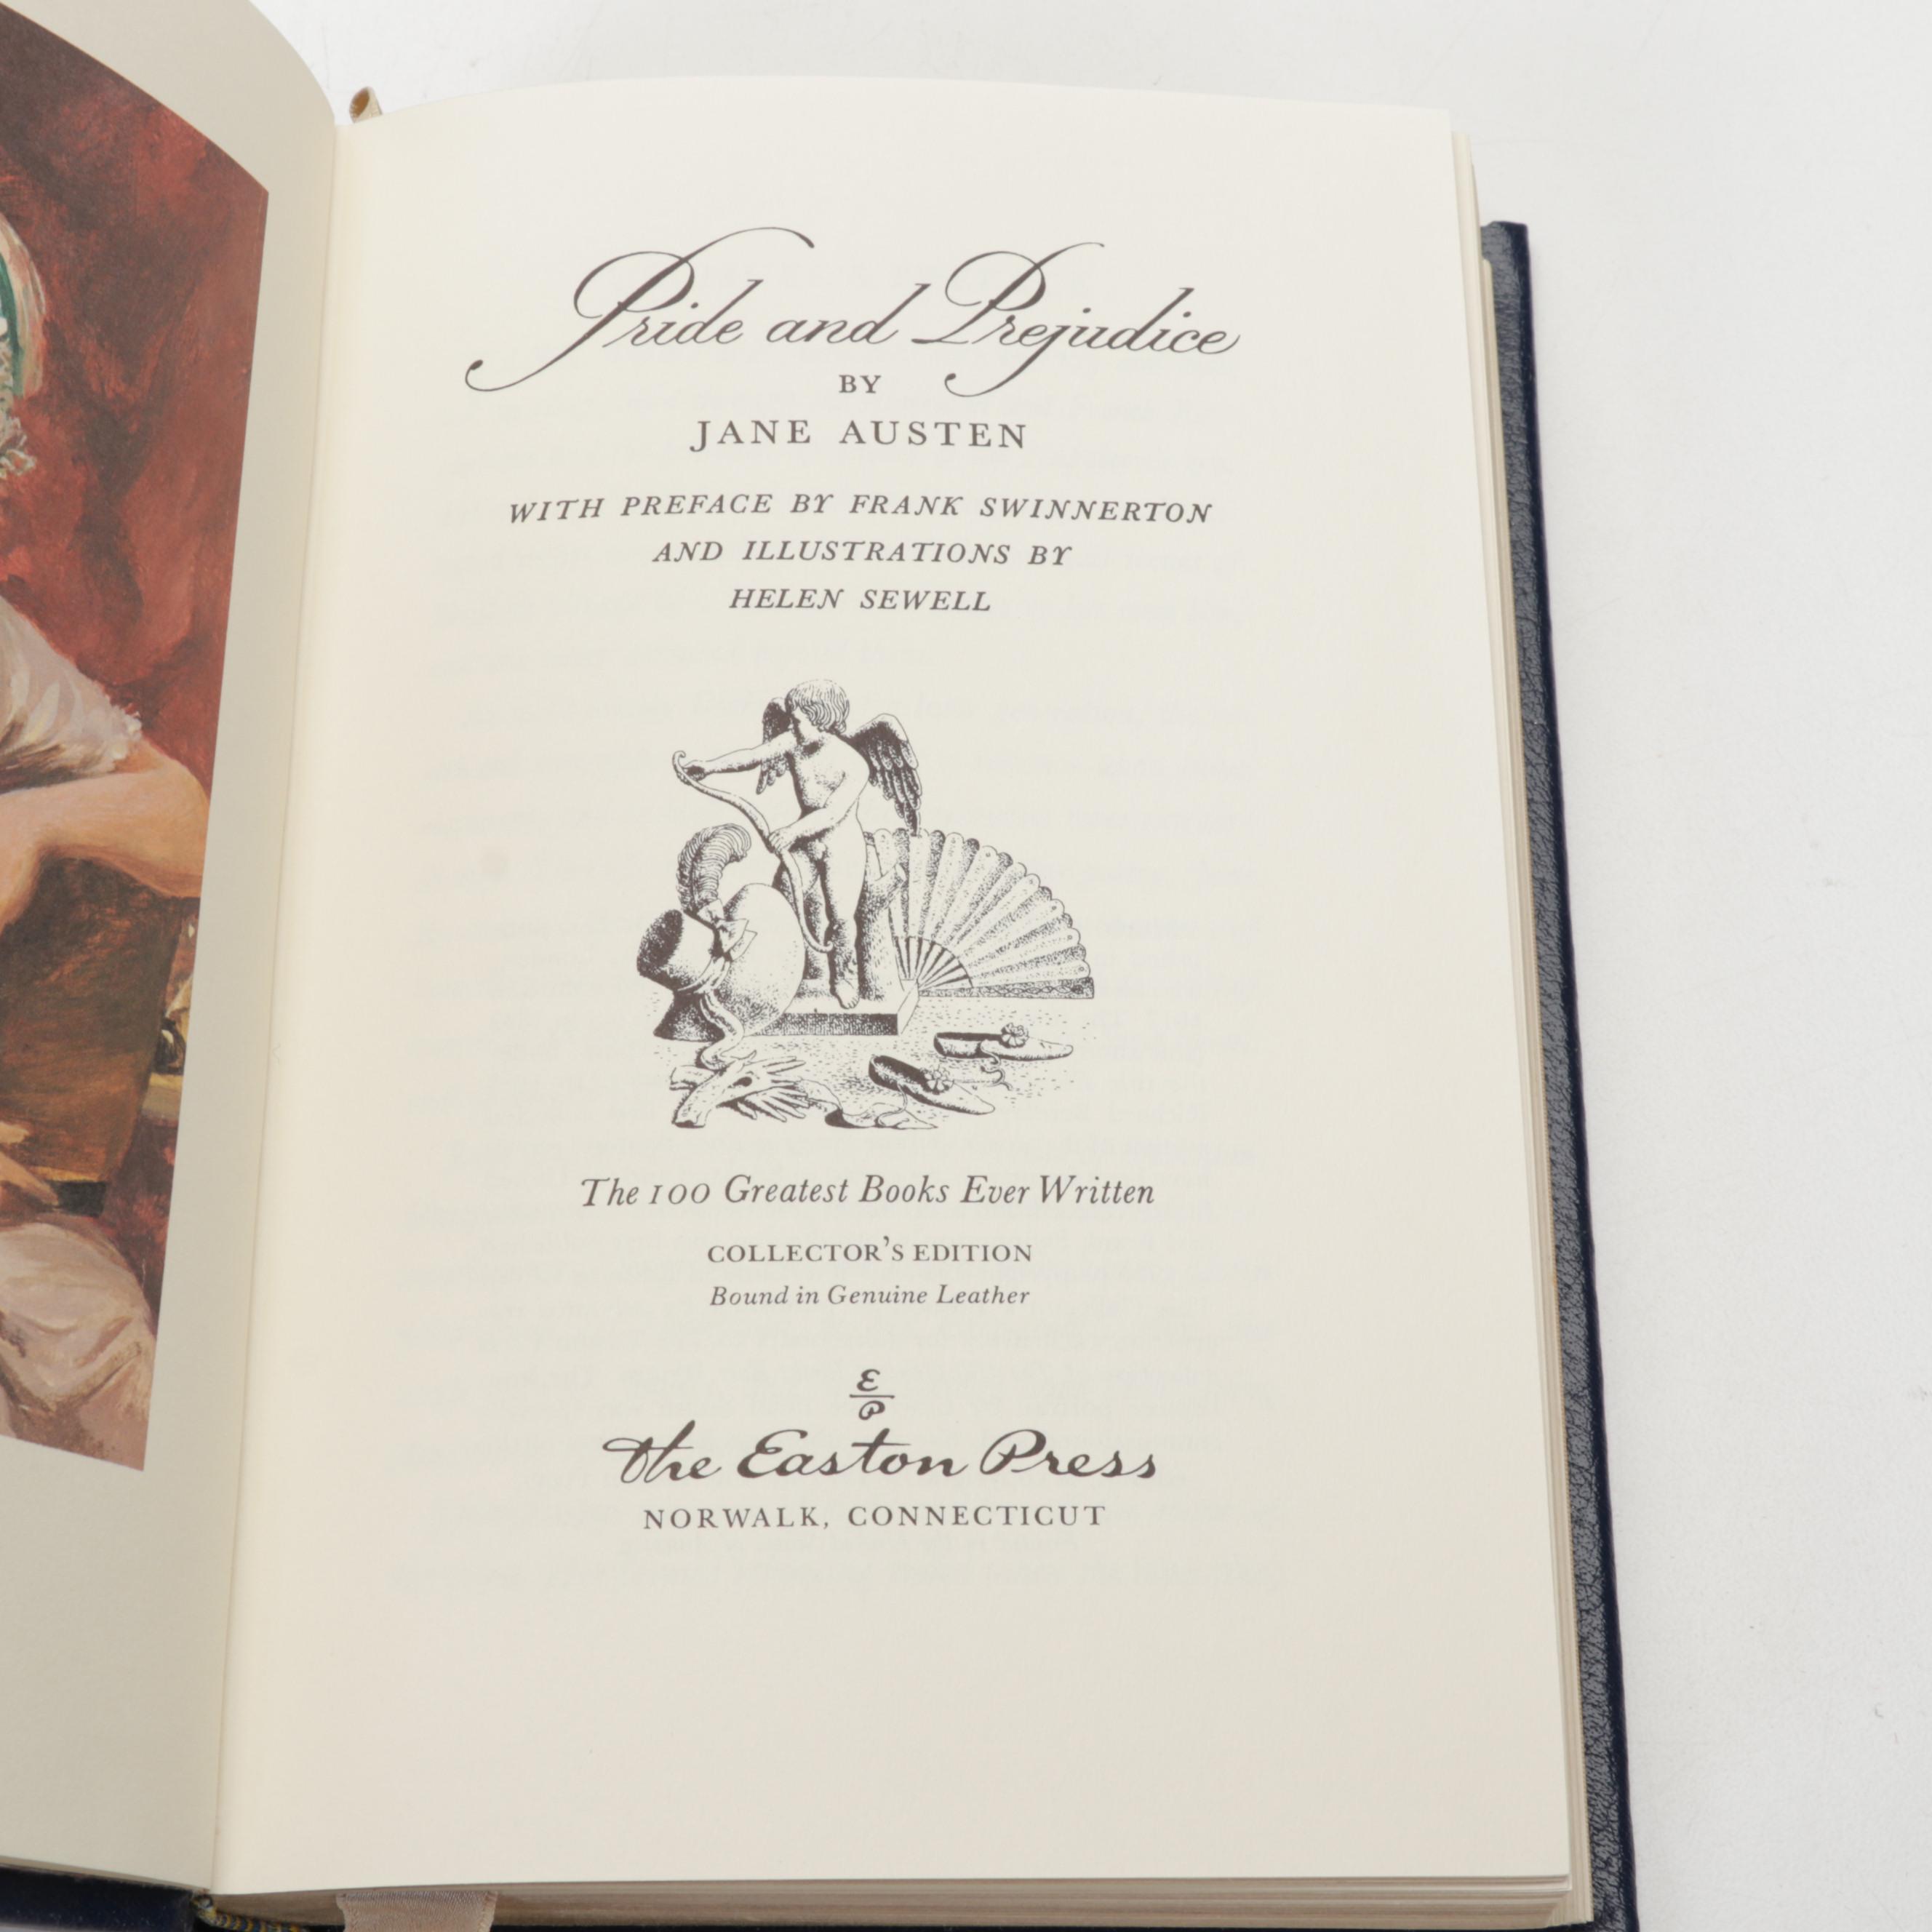 Pride and Prejudice
BY
JANE AUSTEN
WITH PREFACE BY FRANK SWINNERTON
AND ILLUSTRATIONS BY
HELEN SEWELL
The 100 Greatest Books Ever Written
COLLECTOR'S EDITION
Bound in Genuine Leather
E
P
The Easton Press
NORWALK, CONNECTICUT